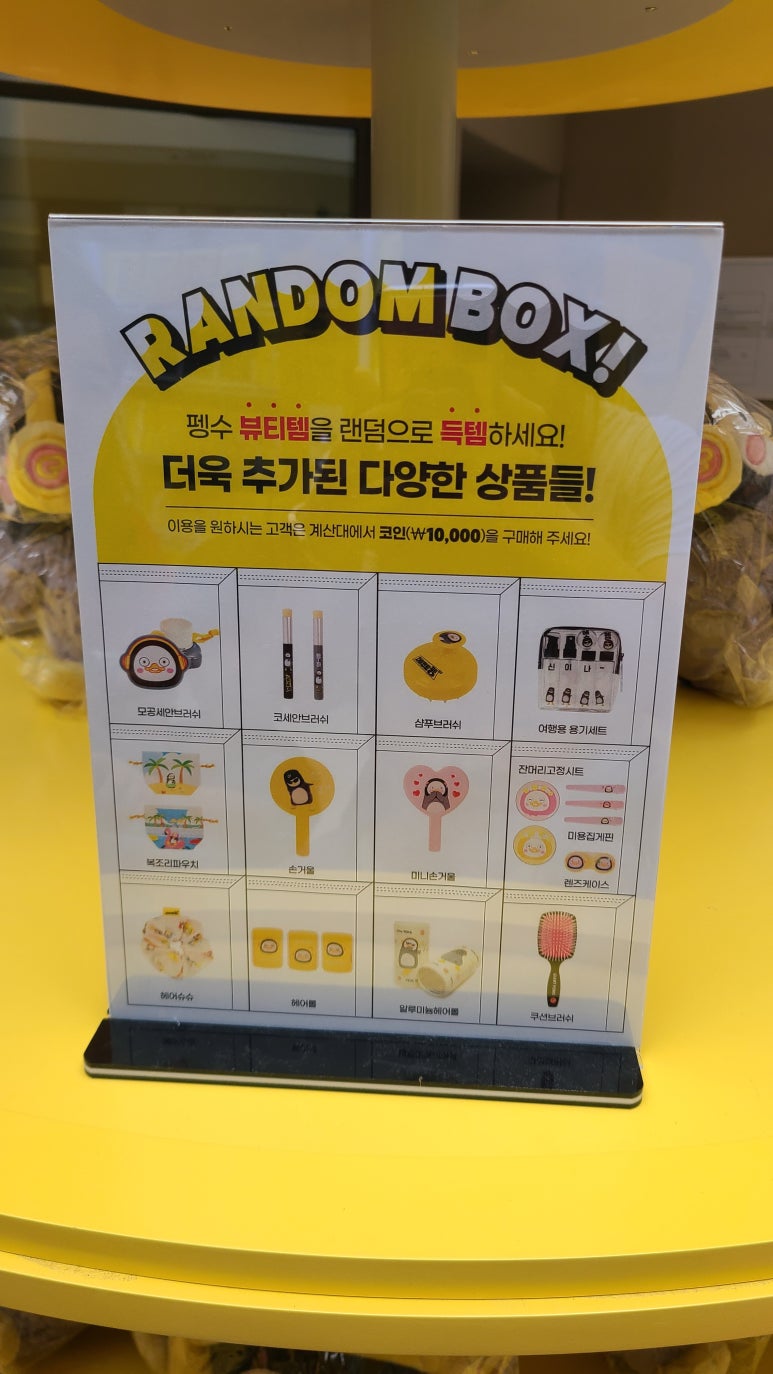 RANDOM BOX!
펭수 뷰티템을 랜덤으로 득템하세요!
더욱 추가된 다양한 상품들!
이용을 원하시는 고객은 계산대에서 코인(₩10,000)을 구매해 주세요!
모공세안브러쉬
코세안브러쉬
샴푸브러쉬
신이나-
여행용 용기세트
복조리파우치
손거울
미니손거울
잔머리고정시트
미용집게핀
렌즈케이스
헤어슈슈
헤어롤
알루미늄헤어롤
쿠션브러쉬